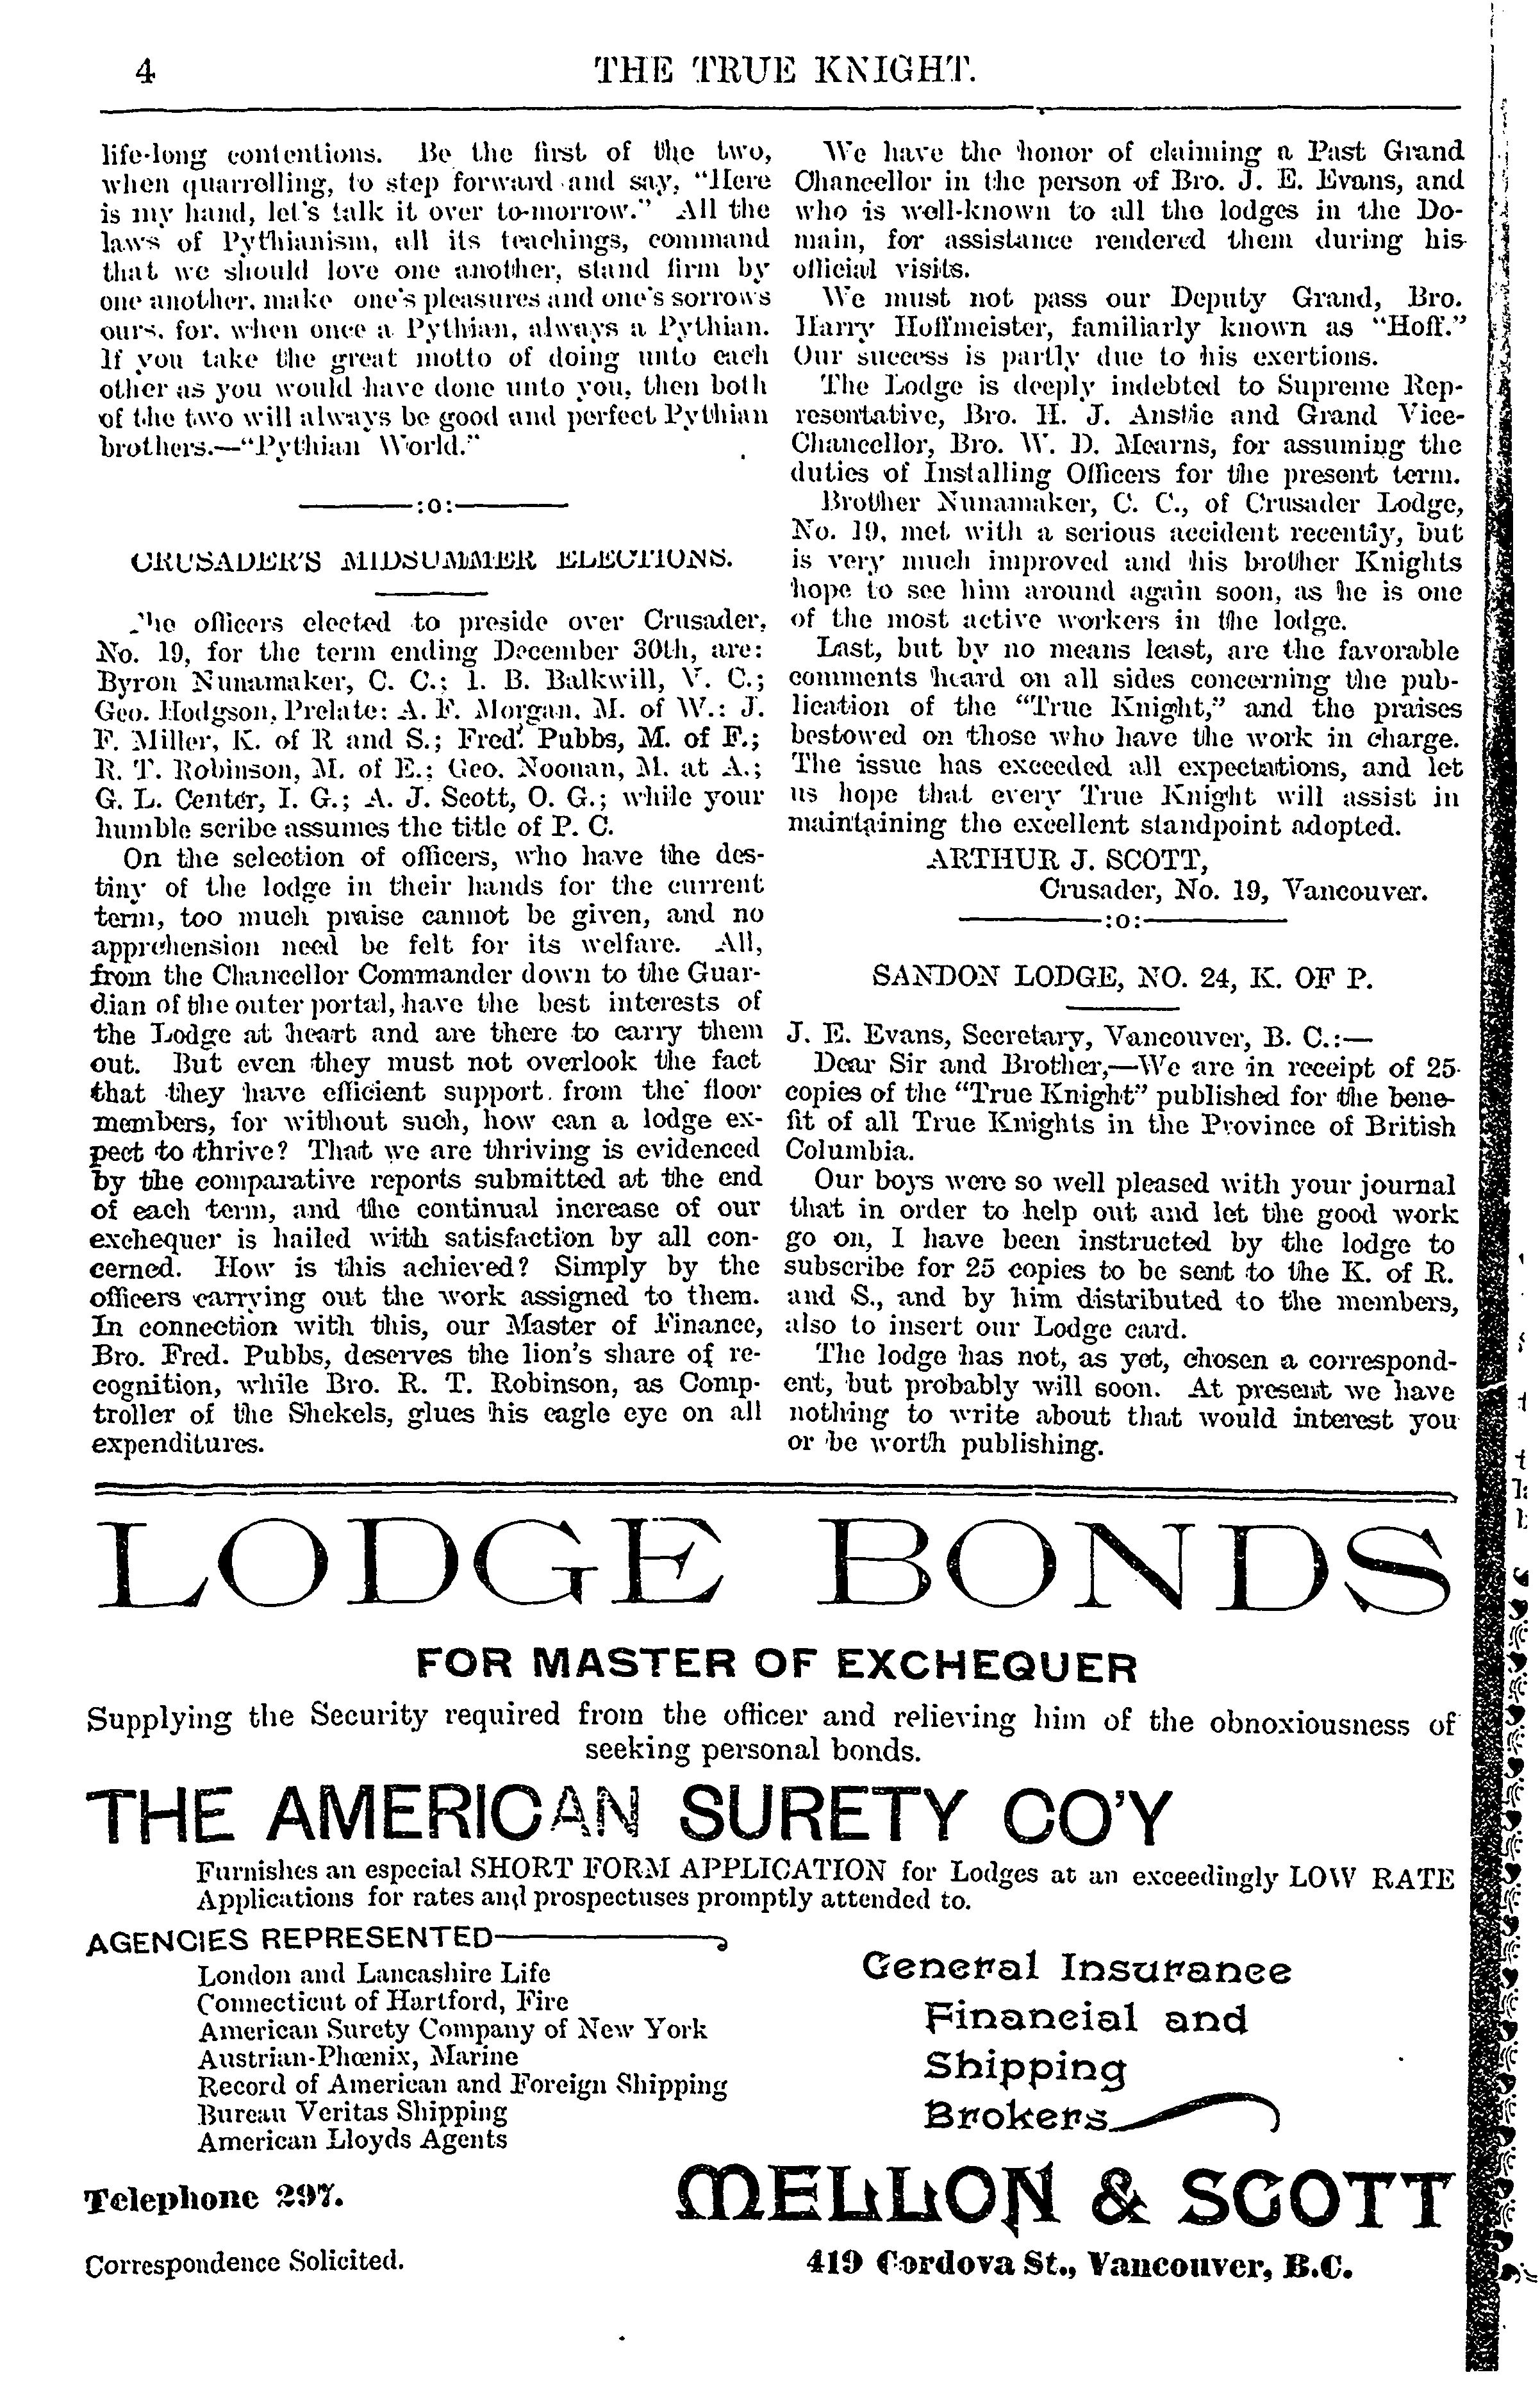 4
THE TRUE KNIGHT.
life-long contentions. Be the first of the two,
when quarrelling, to step forward and say, "Here
is my hand, let's talk it over to-morrow." All the
laws of Pythianism, all its teachings, command
that we should love one another, stand firm by
one another, make one's pleasures and one's sorrows
ours, for, when once a Pythian, always a Pythian.
If you take the great motto of doing unto each
other as you would have done unto you, then both
of the two will always be good and perfect Pythian
brothers.—"Pythian World."
:o:
CRUSADER'S MIDSUMMER ELECTIONS.
The officers elected to preside over Crusader,
No. 19, for the term ending December 30th, are:
Byron Nunamaker, C. C.; I. B. Balkwill, V. C.;
Geo. Hodgson, Prelate; A. F. Morgan, M. of W.; J.
F. Miller, K. of R and S.; Fred. Pubbs, M. of F.;
R. T. Robinson, M. of E.; Geo. Noonan, M. at A.;
G. L. Center, I. G.; A. J. Scott, O. G.; while your
humble scribe assumes the title of P. C.
On the selection of officers, who have the des-
tiny of the lodge in their hands for the current
term, too much praise cannot be given, and no
apprehension need be felt for its welfare. All,
from the Chancellor Commander down to the Guar-
dian of the outer portal, have the best interests of
the Lodge at heart and are there to carry them
out. But even they must not overlook the fact
that they have efficient support from the floor
members, for without such, how can a lodge ex-
pect to thrive? That we are thriving is evidenced
by the comparative reports submitted at the end
of each term, and the continual increase of our
exchequer is hailed with satisfaction by all con-
cerned. How is this achieved? Simply by the
officers carrying out the work assigned to them.
In connection with this, our Master of Finance,
Bro. Fred. Pubbs, deserves the lion's share of re-
cognition, while Bro. R. T. Robinson, as Comp-
troller of the Shekels, glues his eagle eye on all
expenditures.
We have the honor of claiming a Past Grand
Chancellor in the person of Bro. J. E. Evans, and
who is well-known to all the lodges in the Do-
main, for assistance rendered them during his
official visits.
We must not pass our Deputy Grand, Bro.
Harry Hoffmeister, familiarly known as "Hoff."
Our success is partly due to his exertions.
The Lodge is deeply indebted to Supreme Rep-
resentative, Bro. H. J. Anstie and Grand Vice-
Chancellor, Bro. W. D. Mearns, for assuming the
duties of Installing Officers for the present term.
Brother Nunamaker, C. C., of Crusader Lodge,
No. 19, met with a serious accident recently, but
is very much improved and his brother Knights
hope to see him around again soon, as he is one
of the most active workers in the lodge.
Last, but by no means least, are the favorable
comments heard on all sides concerning the pub-
lication of the "True Knight," and the praises
bestowed on those who have the work in charge.
The issue has exceeded all expectations, and let
us hope that every True Knight will assist in
maintaining the excellent standpoint adopted.
ARTHUR J. SCOTT,
Crusader, No. 19, Vancouver.
:o:
SANDON LODGE, NO. 24, K. OF P.
J. E. Evans, Secretary, Vancouver, B. C.:—
Dear Sir and Brother,—We are in receipt of 25
copies of the "True Knight" published for the bene-
fit of all True Knights in the Province of British
Columbia.
Our boys were so well pleased with your journal
that in order to help out and let the good work
go on, I have been instructed by the lodge to
subscribe for 25 copies to be sent to the K. of R.
and S., and by him distributed to the members,
also to insert our Lodge card.
The lodge has not, as yet, chosen a correspond-
ent, but probably will soon. At present we have
nothing to write about that would interest you
or be worth publishing.
LODGE BONDS
FOR MASTER OF EXCHEQUER
Supplying the Security required from the officer and relieving him of the obnoxiousness of
seeking personal bonds.
THE AMERICAN SURETY CO'Y
Furnishes an especial SHORT FORM APPLICATION for Lodges at an exceedingly LOW RATE
Applications for rates and prospectuses promptly attended to.
AGENCIES REPRESENTED
London and Lancashire Life
Connecticut of Hartford, Fire
American Surety Company of New York
Austrian-Phœnix, Marine
Record of American and Foreign Shipping
Bureau Veritas Shipping
American Lloyds Agents
General Insurance
Financial and
Shipping
Brokers
Telephone 297.
MELLON & SCOTT
Correspondence Solicited.
419 Cordova St., Vancouver, B.C.